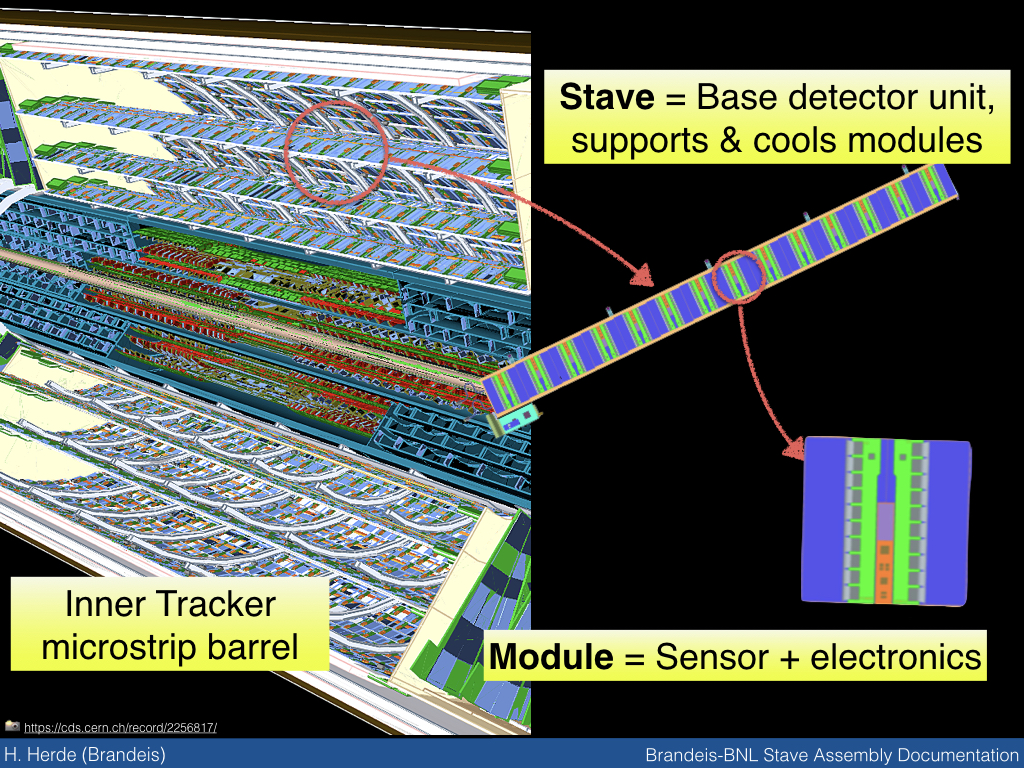 Stave = Base detector unit,
supports & cools modules
Inner Tracker
microstrip barrel
Module = Sensor + electronics
https://cds.cern.ch/record/2256817/
H. Herde (Brandeis)
Brandeis-BNL Stave Assembly Documentation